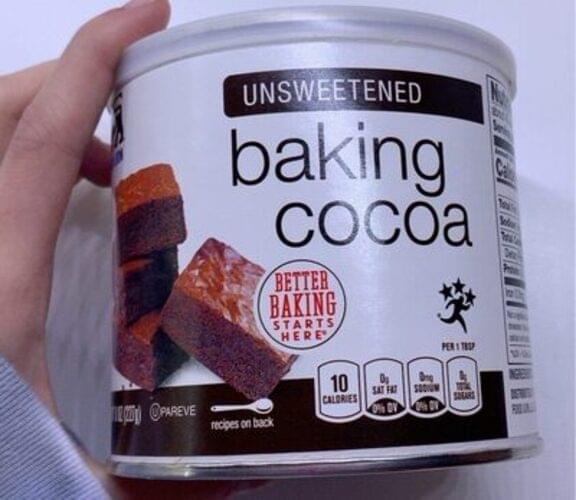 UNSWEETENED
baking
cocoa
BETTER
BAKING
STARTS
HERE®
PER 1 TBSP
10
CALORIES
0g
SAT FAT
0% DV
0mg
SODIUM
0% DV
0g
TOTAL
SUGARS
(227g)
U PAREVE
recipes on back